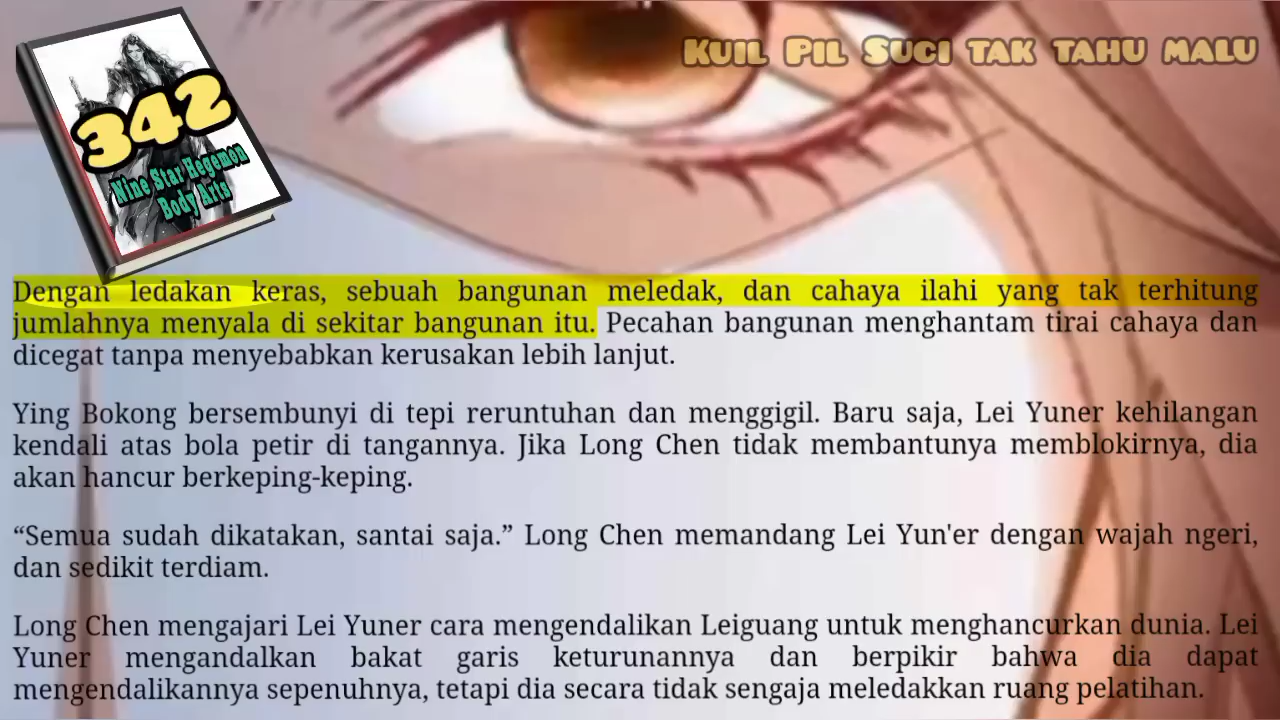 Kuil Pil Suci tak tahu malu
342
Nine Star Hegemon
Body Arts
Dengan ledakan keras, sebuah bangunan meledak, dan cahaya ilahi yang tak terhitung
jumlahnya menyala di sekitar bangunan itu. Pecahan bangunan menghantam tirai cahaya dan
dicegat tanpa menyebabkan kerusakan lebih lanjut.
Ying Bokong bersembunyi di tepi reruntuhan dan menggigil. Baru saja, Lei Yuner kehilangan
kendali atas bola petir di tangannya. Jika Long Chen tidak membantunya memblokirnya, dia
akan hancur berkeping-keping.
“Semua sudah dikatakan, santai saja.” Long Chen memandang Lei Yun'er dengan wajah ngeri,
dan sedikit terdiam.
Long Chen mengajari Lei Yuner cara mengendalikan Leiguang untuk menghancurkan dunia. Lei
Yuner mengandalkan bakat garis keturunannya dan berpikir bahwa dia dapat
mengendalikannya sepenuhnya, tetapi dia secara tidak sengaja meledakkan ruang pelatihan.